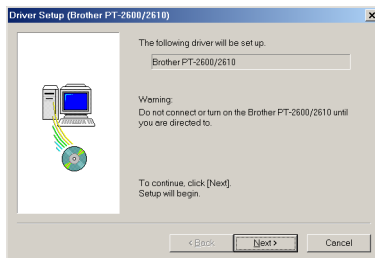 Driver Setup (Brother PT-2600/2610)
The following driver will be set up.
Brother PT-2600/2610
Warning:
Do not connect or turn on the Brother PT-2600/2610 until
you are directed to.
To continue, click [Next].
Setup will begin.
< Back
Next >
Cancel